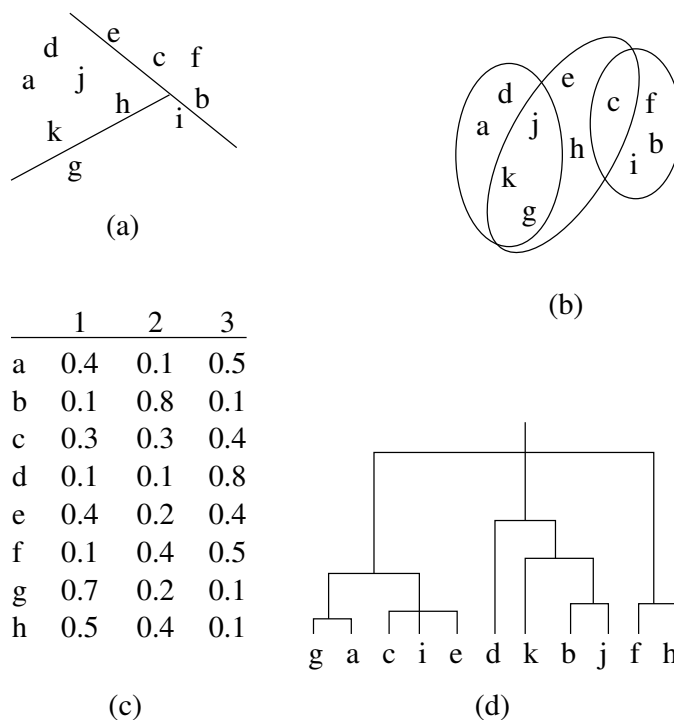 e
d c f
a j
h b
i
k
g
(a)
e
d c f
a j
h b
i
k
g
(b)
1 2 3
a 0.4 0.1 0.5
b 0.1 0.8 0.1
c 0.3 0.3 0.4
d 0.1 0.1 0.8
e 0.4 0.2 0.4
f 0.1 0.4 0.5
g 0.7 0.2 0.1
h 0.5 0.4 0.1
(c)
g a c i e d k b j f h
(d)